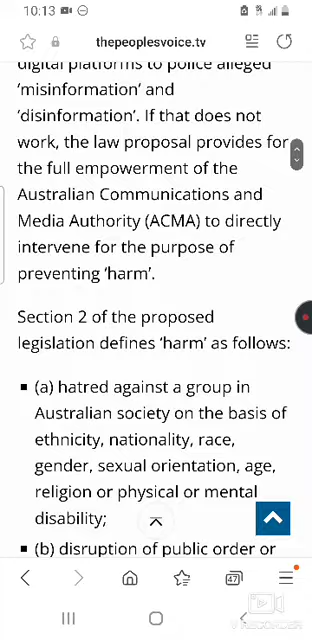 10:13
thepeoplesvoice.tv
digital platforms to police alleged
‘misinformation’ and
‘disinformation’. If that does not
work, the law proposal provides for
the full empowerment of the
Australian Communications and
Media Authority (ACMA) to directly
intervene for the purpose of
preventing ‘harm’.
Section 2 of the proposed
legislation defines ‘harm’ as follows:
(a) hatred against a group in
Australian society on the basis of
ethnicity, nationality, race,
gender, sexual orientation, age,
religion or physical or mental
disability;
(b) disruption of public order or
47
RECORDER